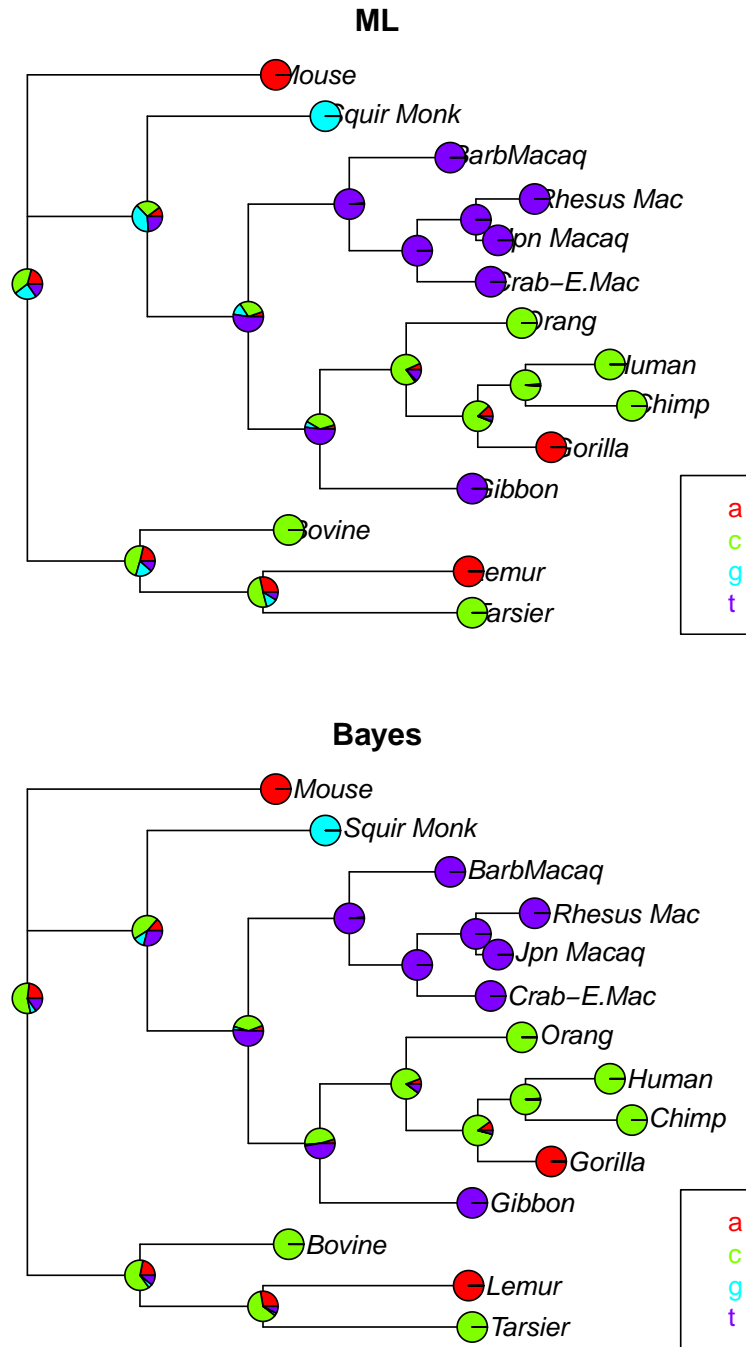 ML
Mouse
Squir Monk
BarbMacaq
Rhesus Mac
Jpn Macaq
Crab−E.Mac
Orang
Human
Chimp
Gorilla
Gibbon
Bovine
Lemur
Tarsier
a
c
g
t
Bayes
Mouse
Squir Monk
BarbMacaq
Rhesus Mac
Jpn Macaq
Crab−E.Mac
Orang
Human
Chimp
Gorilla
Gibbon
Bovine
Lemur
Tarsier
a
c
g
t